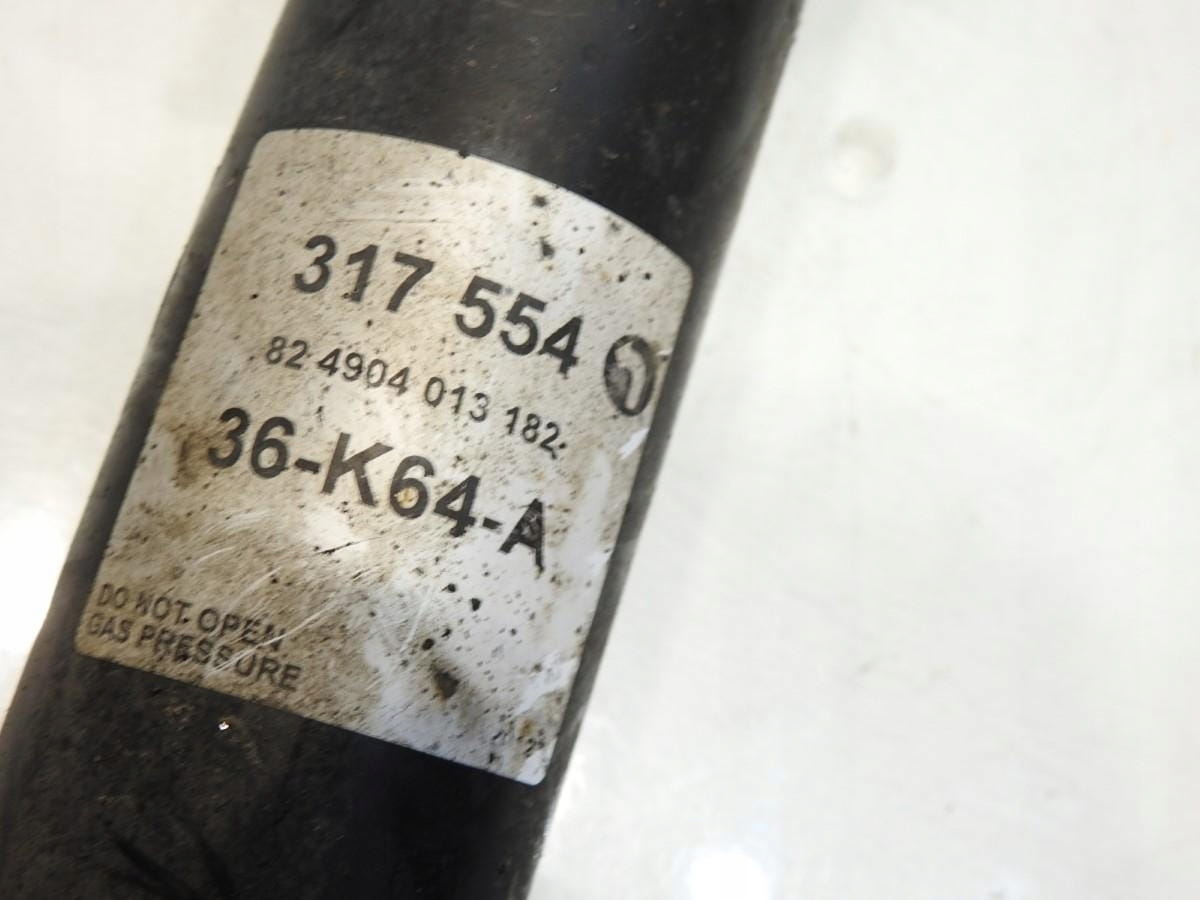 317 554
82 4904 013 182
36-K64-A
DO NOT OPEN
GAS PRESSURE